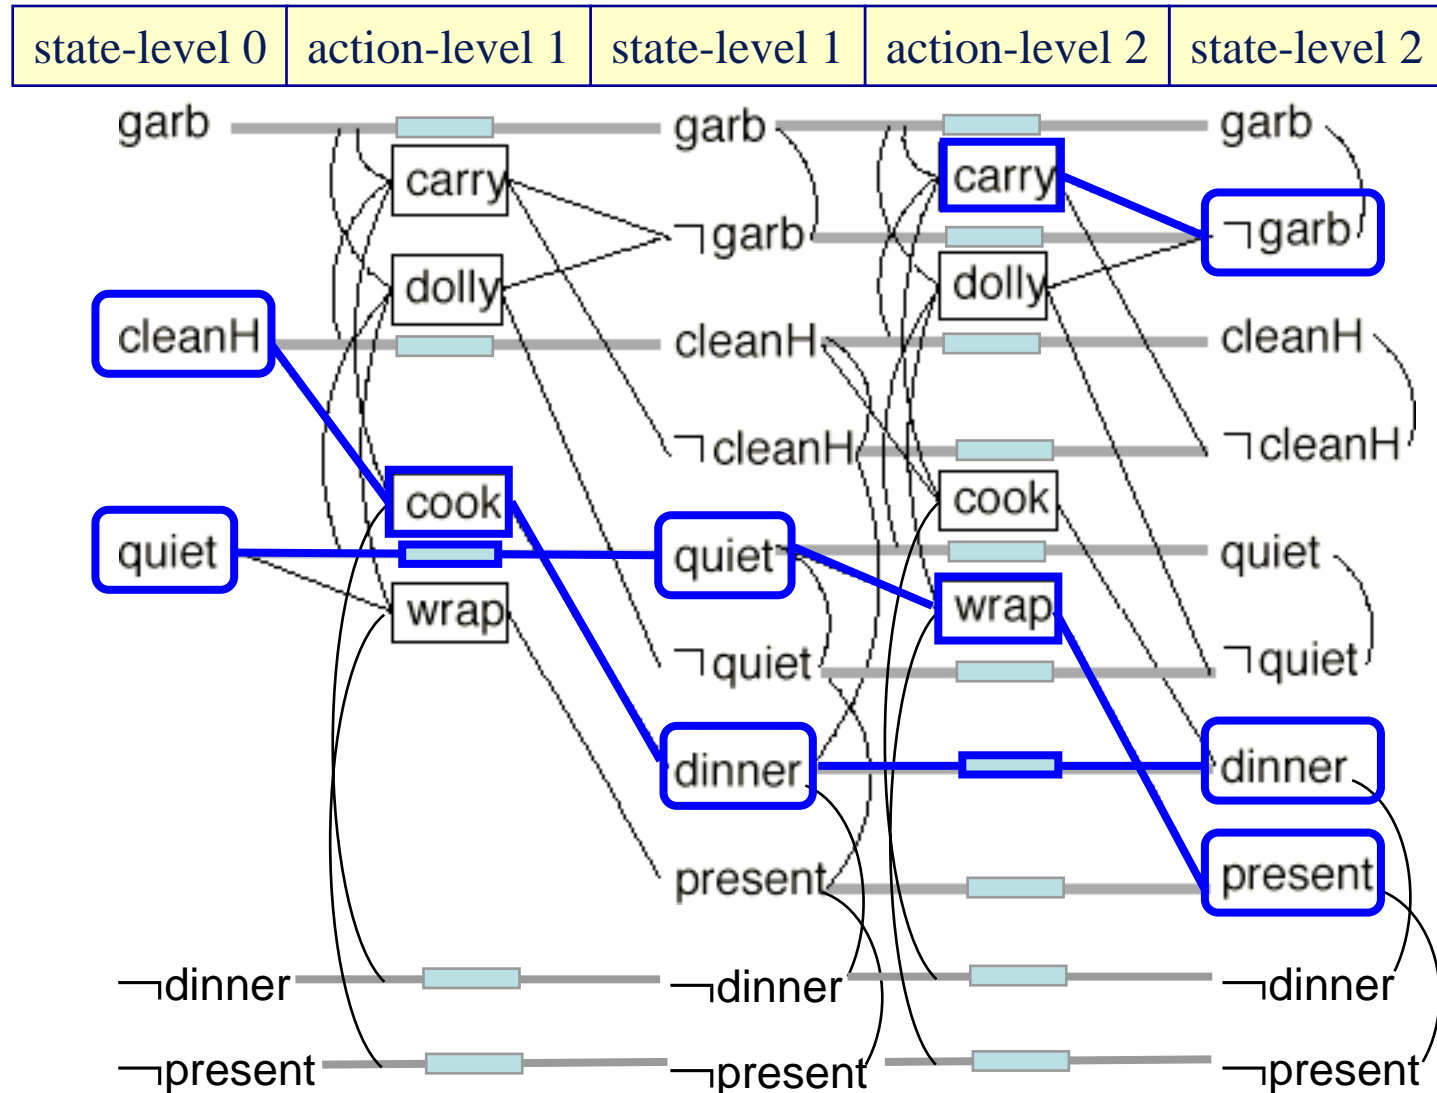 state-level 0 action-level 1 state-level 1 action-level 2 state-level 2
garb garb garb
carry carry
¬garb ¬garb
dolly dolly
cleanH cleanH cleanH
¬cleanH ¬cleanH
cook cook
quiet quiet quiet
wrap wrap
¬quiet ¬quiet
dinner dinner
present present
¬dinner ¬dinner ¬dinner
¬present ¬present ¬present